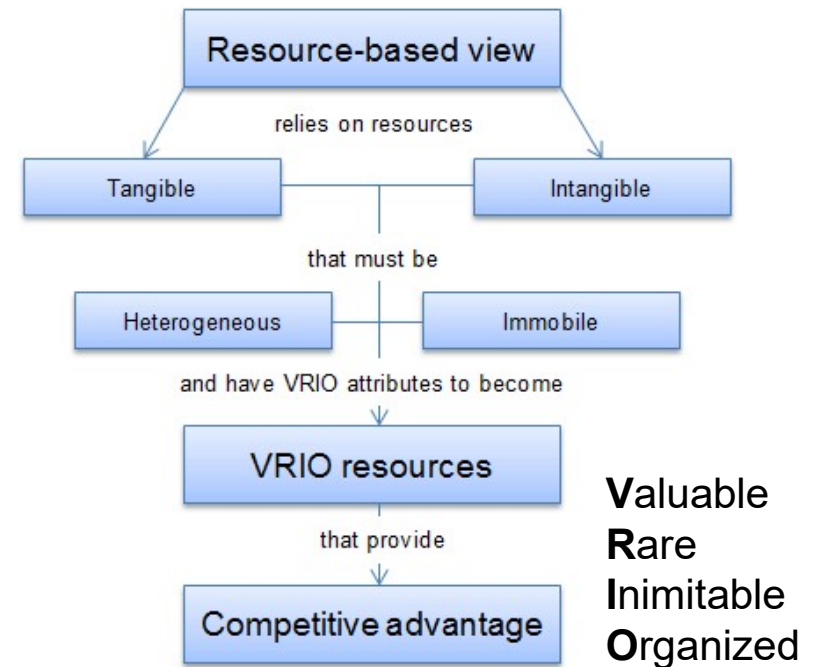 Resource-based view
relies on resources
Tangible
Intangible
that must be
Heterogeneous
Immobile
and have VRIO attributes to become
VRIO resources
that provide
Competitive advantage
Valuable
Rare
Inimitable
Organized